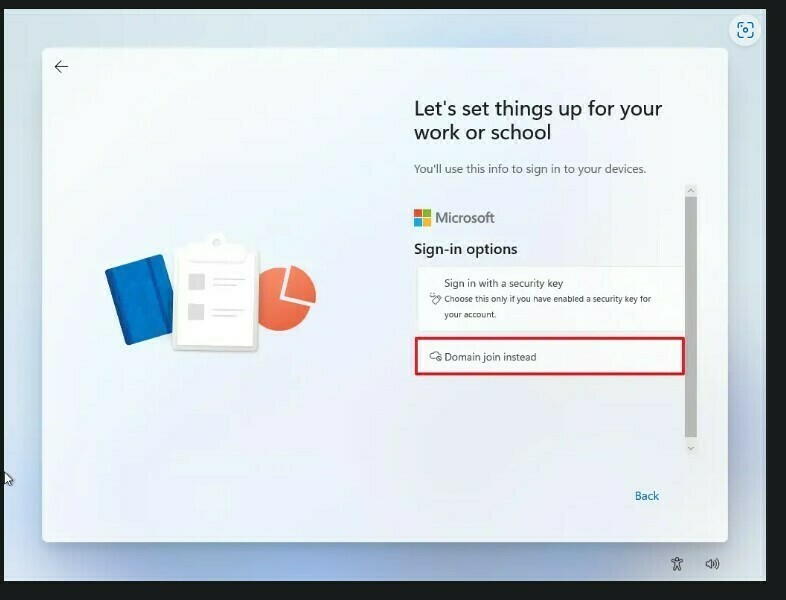 Let's set things up for your
work or school
You'll use this info to sign in to your devices.
Microsoft
Sign-in options
Sign in with a security key
Choose this only if you have enabled a security key for
your account.
Domain join instead
Back